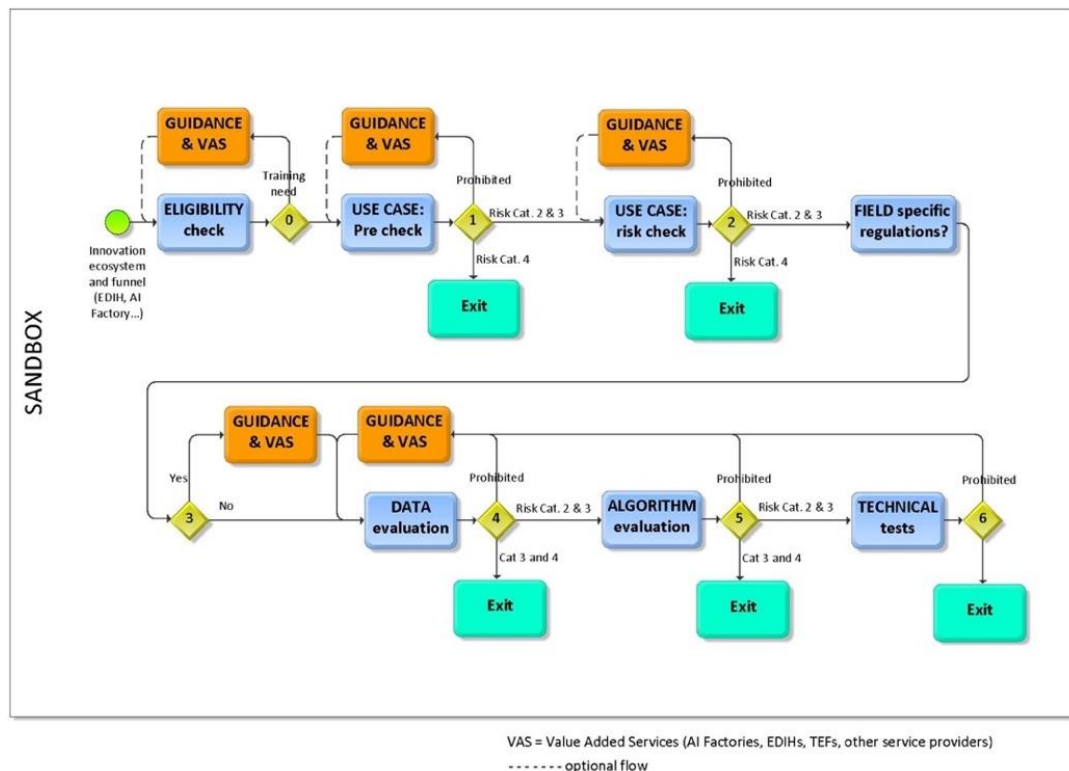 SANDBOX
GUIDANCE
& VAS
GUIDANCE
& VAS
GUIDANCE
& VAS
Training
need
Prohibited
Prohibited
ELIGIBILITY
check
0
USE CASE:
Pre check
1
Risk Cat. 2 & 3
USE CASE:
risk check
2
Risk Cat. 2 & 3
FIELD specific
regulations?
Innovation
ecosystem
and funnel
(EDIH, AI
Factory...)
Risk Cat. 4
Risk Cat. 4
Exit
Exit
GUIDANCE
& VAS
GUIDANCE
& VAS
Yes
Prohibited
Prohibited
Prohibited
3
No
DATA
evaluation
4
Risk Cat. 2 & 3
ALGORITHM
evaluation
5
Risk Cat. 2 & 3
TECHNICAL
tests
6
Cat 3 and 4
Cat 3 and 4
Exit
Exit
Exit
VAS = Value Added Services (AI Factories, EDIHs, TEFs, other service providers)
------- optional flow